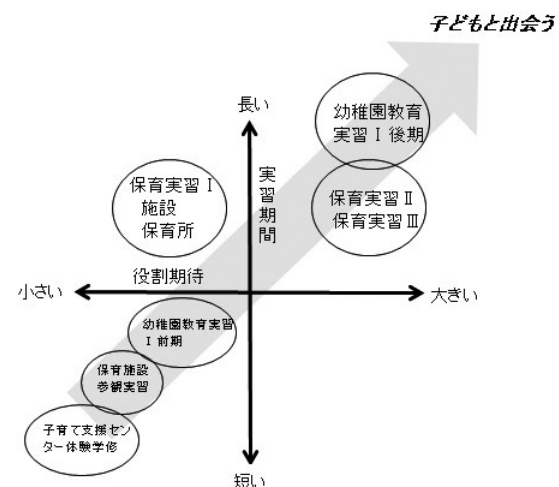 子どもと出会う
長い
幼稚園教育
実習Ⅰ後期
実習期間
保育実習Ⅰ
施設
保育所
保育実習Ⅱ
保育実習Ⅲ
役割期待
小さい
大きい
幼稚園教育実習
Ⅰ前期
保育施設
参観実習
子育て支援セン
ター体験学修
短い